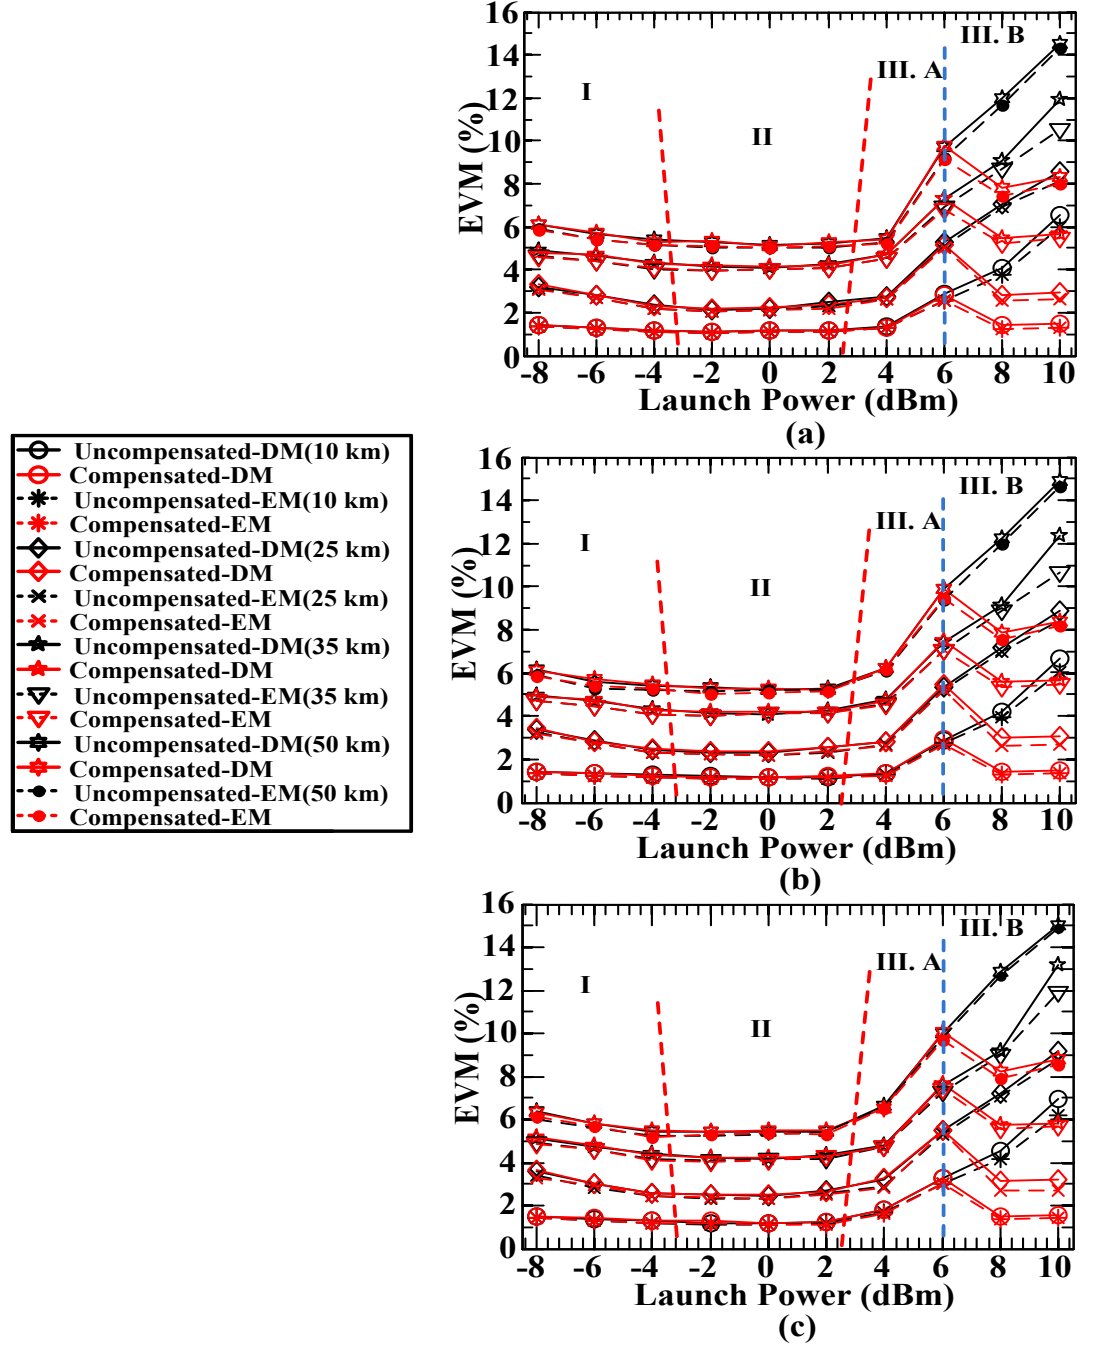 16
14
12
10
8
6
4
2
0
EVM (%)
I
II
III. A
III. B
-8 -6 -4 -2 0 2 4 6 8 10
Launch Power (dBm)
(a)
Uncompensated-DM(10 km)
Compensated-DM
Uncompensated-EM(10 km)
Compensated-EM
Uncompensated-DM(25 km)
Compensated-DM
Uncompensated-EM(25 km)
Compensated-EM
Uncompensated-DM(35 km)
Compensated-DM
Uncompensated-EM(35 km)
Compensated-EM
Uncompensated-DM(50 km)
Compensated-DM
Uncompensated-EM(50 km)
Compensated-EM
16
14
12
10
8
6
4
2
0
EVM (%)
I
II
III. A
III. B
-8 -6 -4 -2 0 2 4 6 8 10
Launch Power (dBm)
(b)
16
14
12
10
8
6
4
2
0
EVM (%)
I
II
III. A
III. B
-8 -6 -4 -2 0 2 4 6 8 10
Launch Power (dBm)
(c)